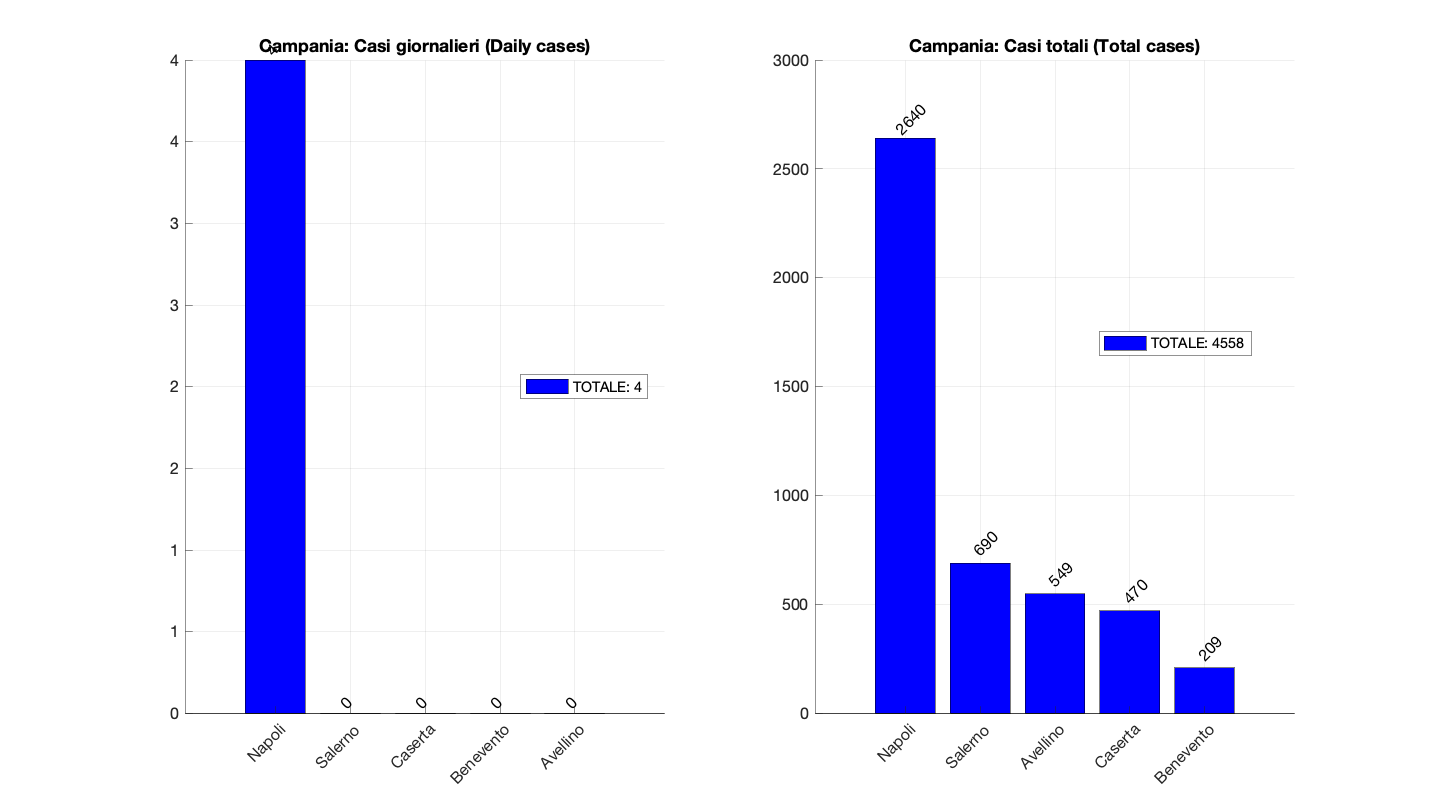 Campania: Casi giornalieri (Daily cases)
4
4
4
3
3
2
2
1
1
0
0
0
0
0
TOTALE: 4
Napoli
Salerno
Caserta
Benevento
Avellino
Campania: Casi totali (Total cases)
3000
2500
2000
1500
1000
500
0
2640
690
549
470
209
TOTALE: 4558
Napoli
Salerno
Avellino
Caserta
Benevento